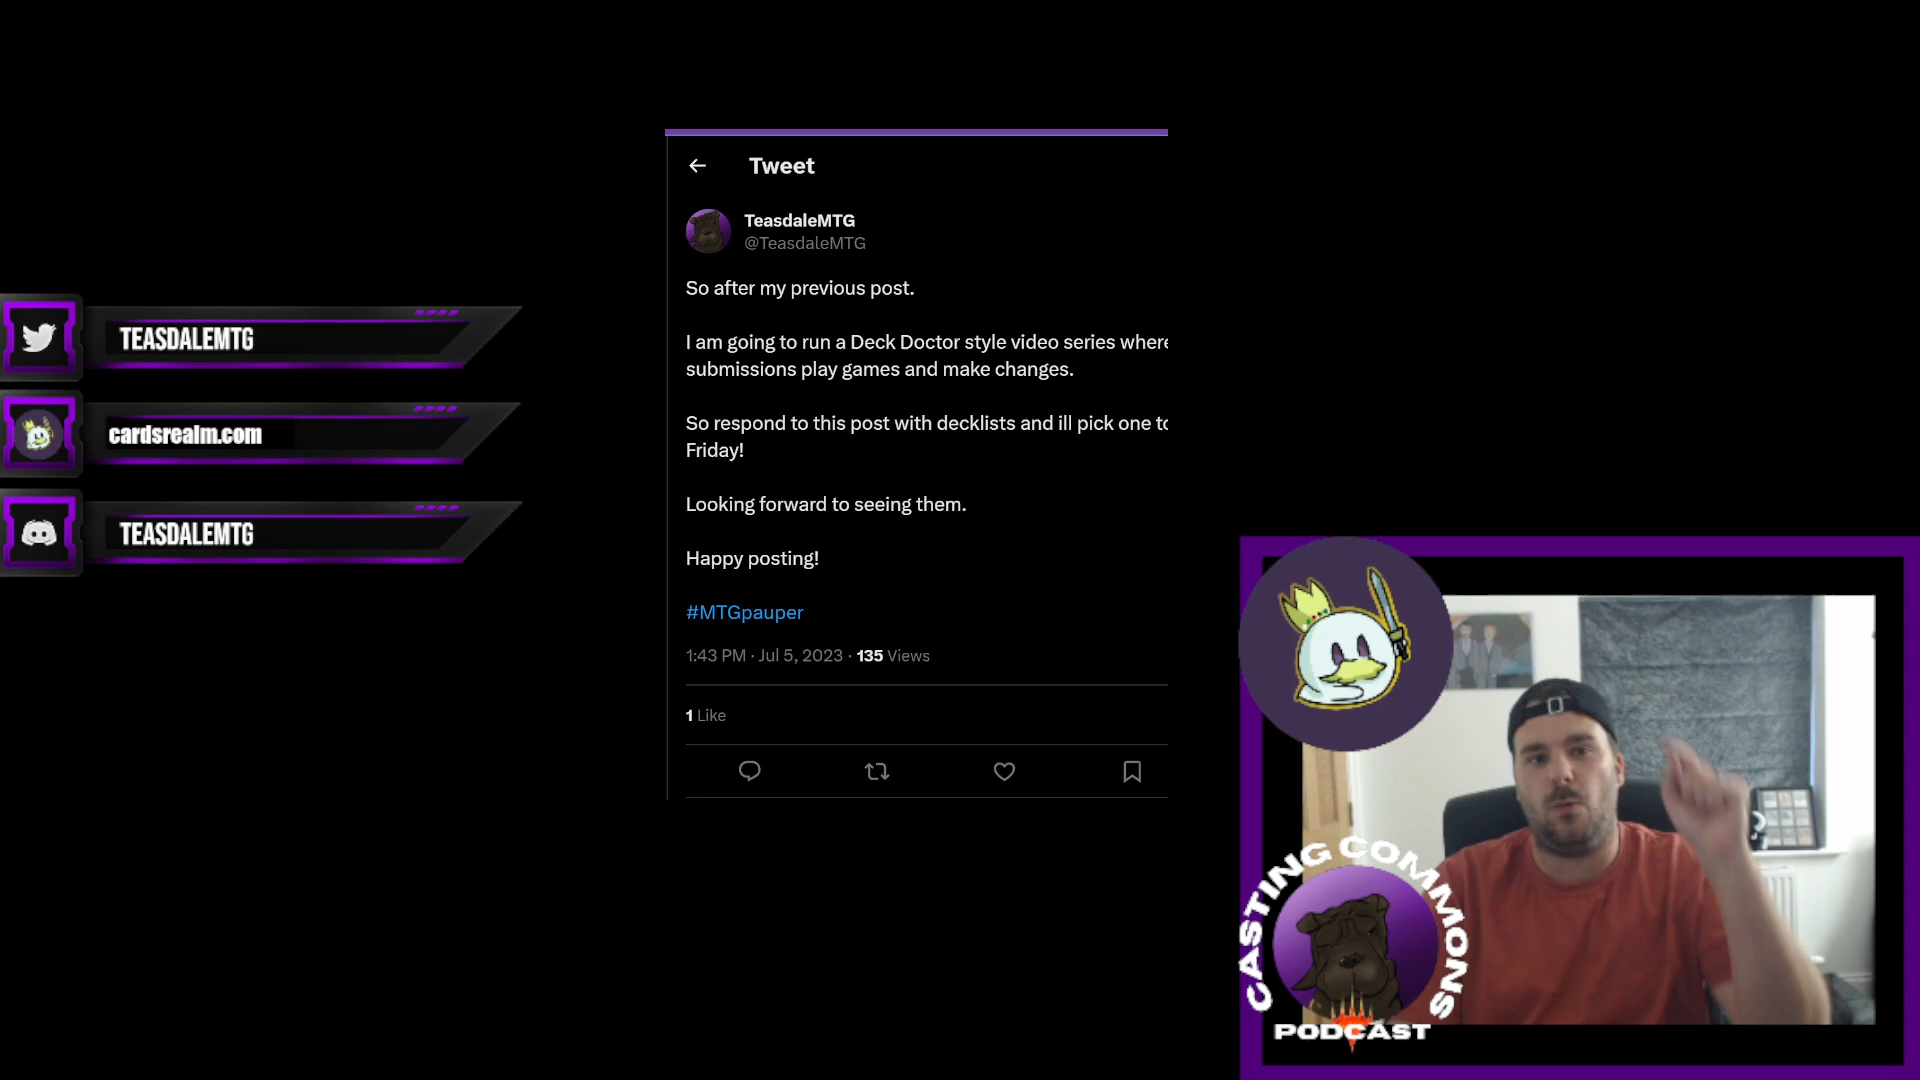 Tweet
TeasdaleMTG
@TeasdaleMTG
So after my previous post.
I am going to run a Deck Doctor style video series where
submissions play games and make changes.
So respond to this post with decklists and ill pick one to
Friday!
Looking forward to seeing them.
Happy posting!
#MTGpauper
1:43 PM · Jul 5, 2023 · 135 Views
1 Like
TEASDALEMTG
cardsrealm.com
TEASDALEMTG
CASTING COMMONS
PODCAST